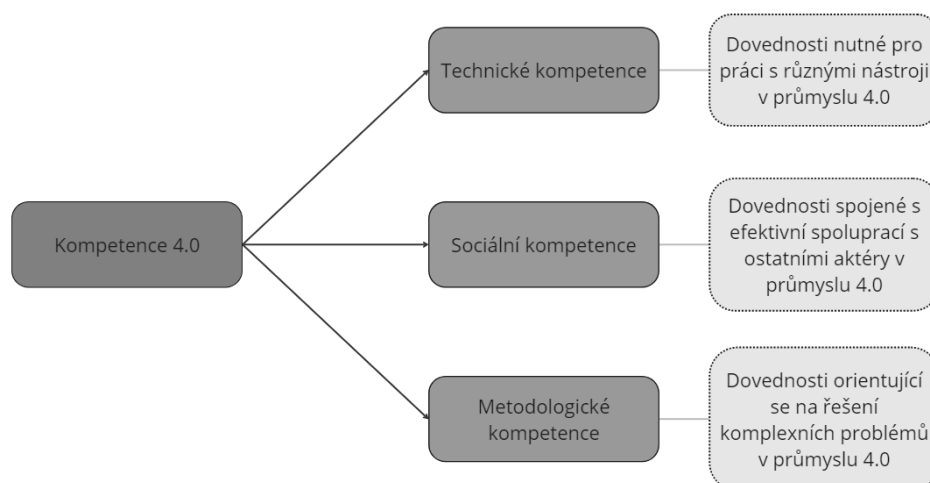 Kompetence 4.0
Technické kompetence
Dovednosti nutné pro
práci s různými nástroji
v průmyslu 4.0
Sociální kompetence
Dovednosti spojené s
efektivní spoluprací s
ostatními aktéry v
průmyslu 4.0
Metodologické
kompetence
Dovednosti orientující
se na řešení
komplexních problémů
v průmyslu 4.0